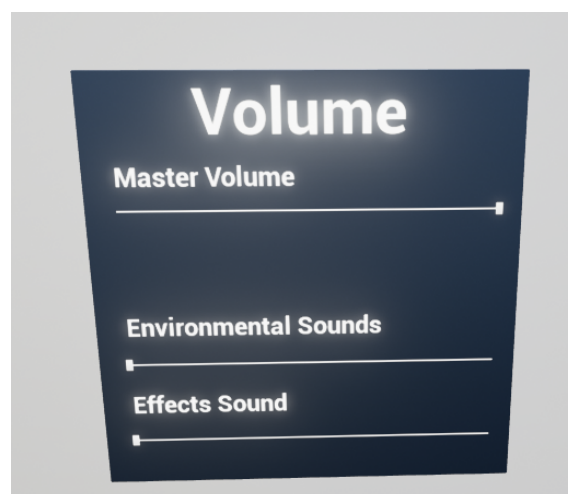 Volume
Master Volume
Environmental Sounds
Effects Sound